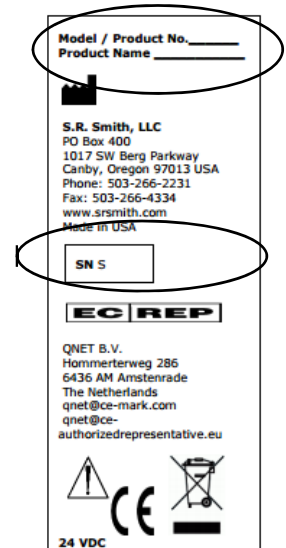 Model / Product No.______
Product Name ___________
S.R. Smith, LLC
PO Box 400
1017 SW Berg Parkway
Canby, Oregon 97013 USA
Phone: 503-266-2231
Fax: 503-266-4334
www.srsmith.com
Made in USA
SN S
EC REP
QNET B.V.
Hommerterweg 286
6436 AM Amstenrade
The Netherlands
qnet@ce-mark.com
qnet@ce-
authorizedrepresentative.eu
CE
24 VDC